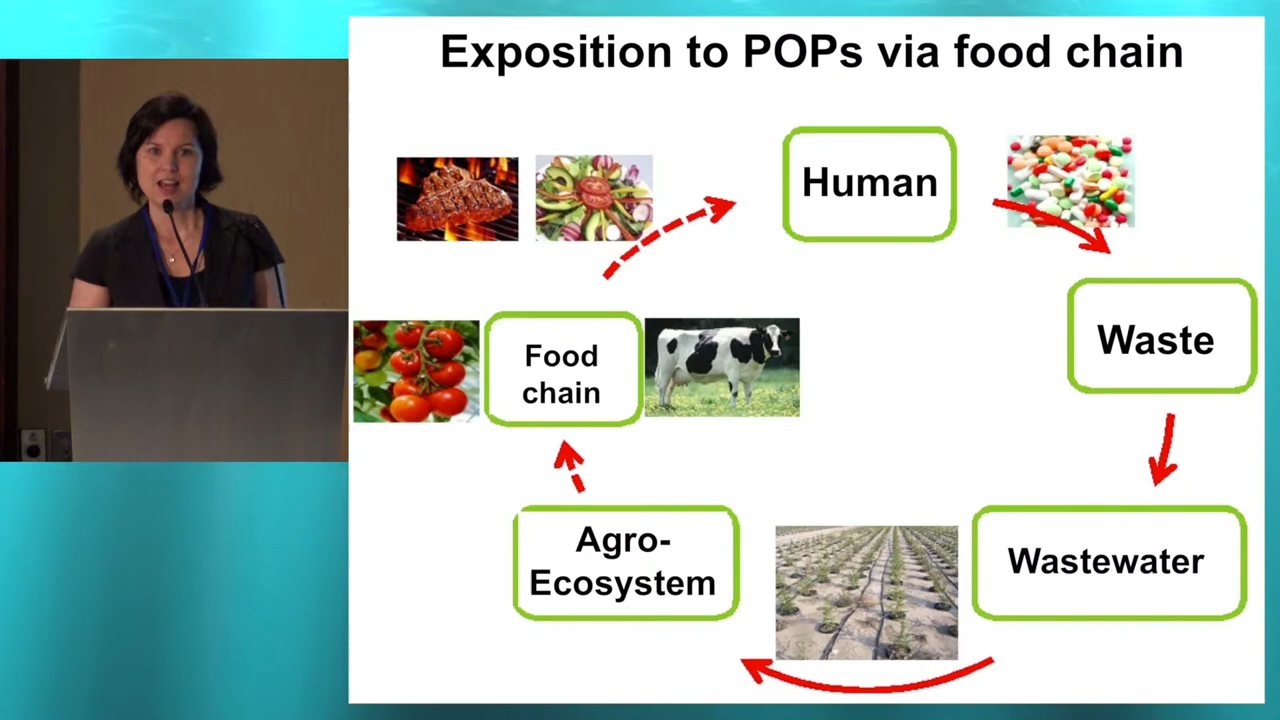 Exposition to POPs via food chain
Human
Waste
Food
chain
Agro-
Ecosystem
Wastewater